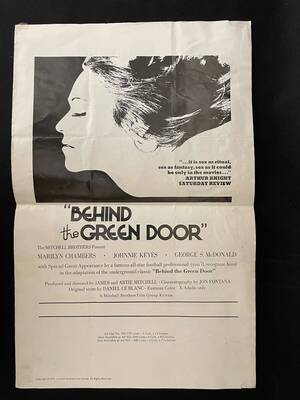 "...it is sex as ritual,
sex as fantasy, sex as it could
be only in the movies..."
ARTHUR KNIGHT
SATURDAY REVIEW
"BEHIND
the GREEN DOOR"
The MITCHELL BROTHERS Present
MARILYN CHAMBERS • JOHNNIE KEYES • GEORGE S. McDONALD
with Special Guest Appearance by a famous all-star football professional (you'll recognize him)
in the adaptation of the underground classic "Behind the Green Door"
Produced and directed by JAMES and ARTIE MITCHELL • Cinematography by JON FONTANA
Original score by DANIEL LE BLANC • Eastman Color X Adults only
A Mitchell Brothers Film Group Release